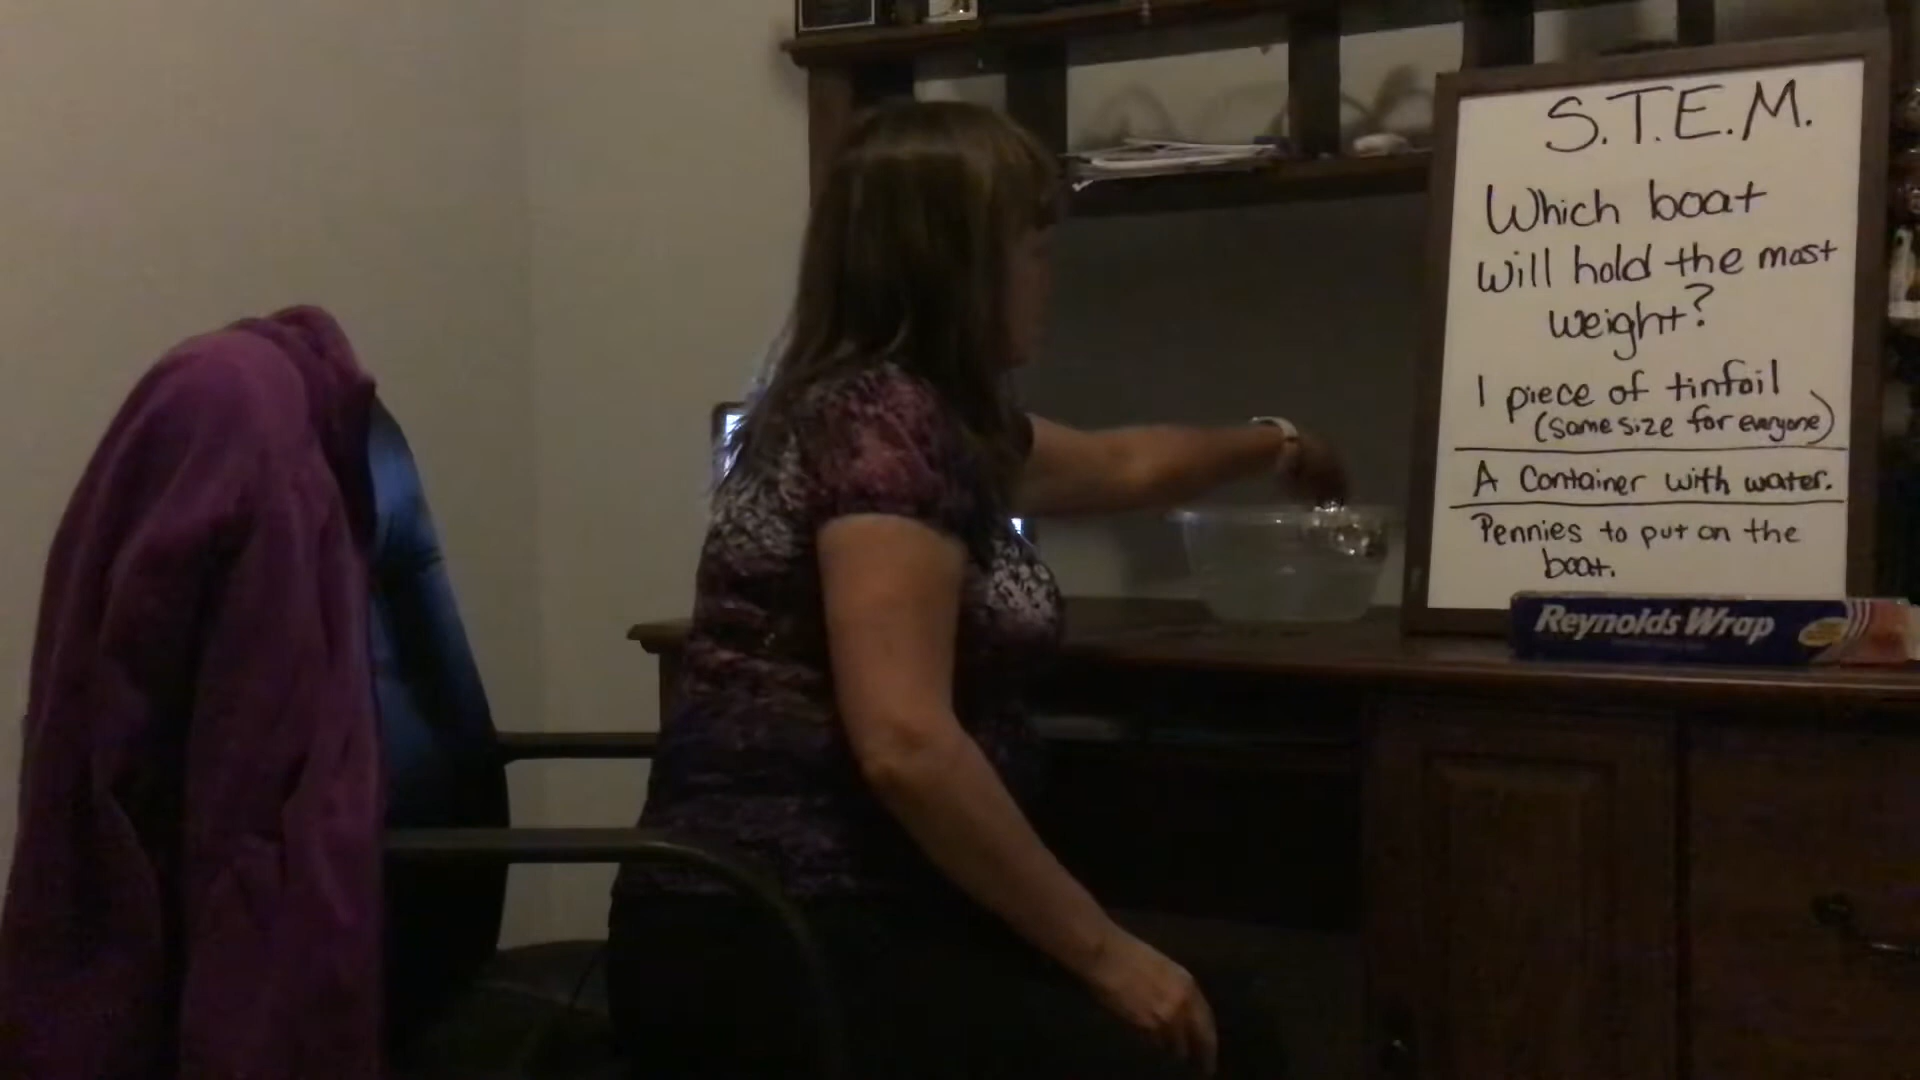 S.T.E.M.
Which boat
will hold the most
weight?
1 piece of tinfoil
(same size for everyone)
A Container with water.
Pennies to put on the
boat.
Reynolds Wrap